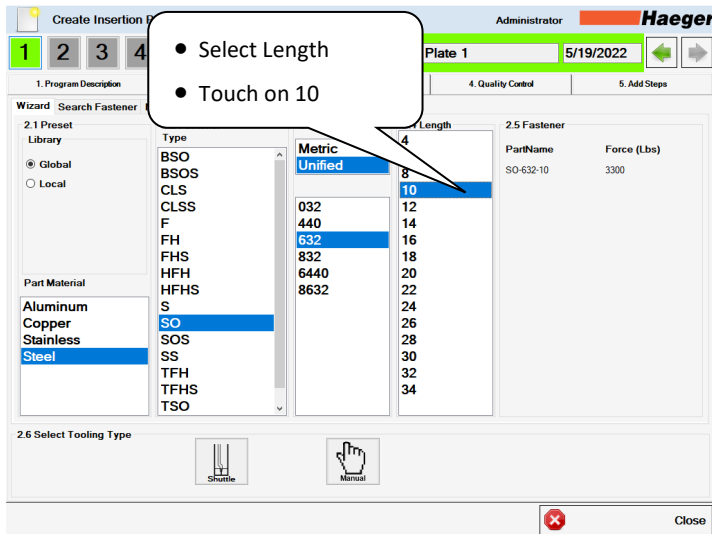 Create Insertion
Administrator
Haeger
1
2
3
4
Plate 1
5/19/2022
• Select Length
• Touch on 10
1. Program Description
4. Quality Control
5. Add Steps
Wizard
Search Fastener
2.1 Preset
Library
Global
Local
Part Material
Aluminum
Copper
Stainless
Steel
Type
BSO
BSOS
CLS
CLSS
F
FH
FHS
HFH
HFHS
S
SO
SOS
SS
TFH
TFHS
TSO
Metric
Unified
032
440
632
832
6440
8632
Length
4
8
10
12
14
16
18
20
22
24
26
28
30
32
34
2.5 Fastener
PartName Force (Lbs)
SO-632-10 3300
2.6 Select Tooling Type
Shuttle
Manual
Close